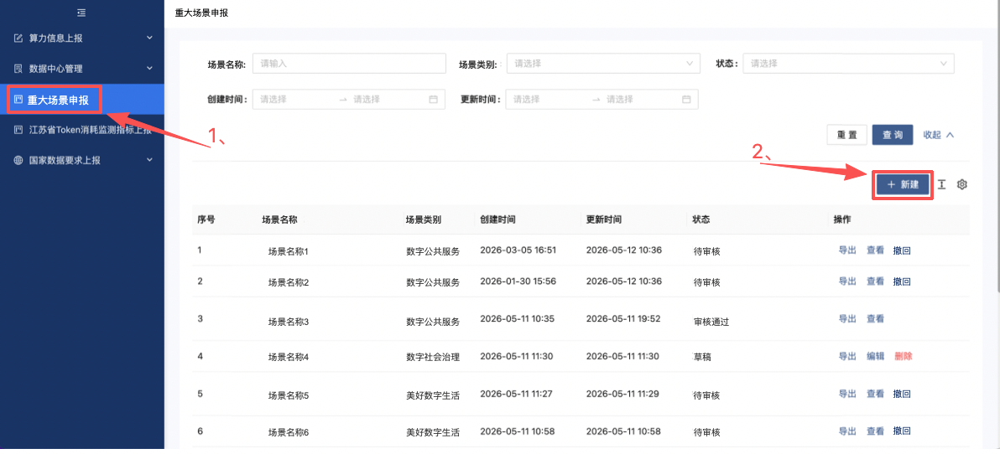 重大场景申报
算力信息上报
数据中心管理
重大场景申报
江苏省Token消耗监测指标上报
国家数据要求上报
1、
场景名称: 请输入 场景类别: 请选择 状态: 请选择
创建时间: 请选择 → 请选择 更新时间: 请选择 → 请选择
重置 查询 收起
2、
+ 新建
序号 场景名称 场景类别 创建时间 更新时间 状态 操作
1 场景名称1 数字公共服务 2026-03-05 16:51 2026-05-12 10:36 待审核 导出 查看 撤回
2 场景名称2 数字公共服务 2026-01-30 15:56 2026-05-12 10:36 待审核 导出 查看 撤回
3 场景名称3 数字公共服务 2026-05-11 10:35 2026-05-11 19:52 审核通过 导出 查看
4 场景名称4 数字社会治理 2026-05-11 11:30 2026-05-11 11:30 草稿 导出 编辑 删除
5 场景名称5 美好数字生活 2026-05-11 11:27 2026-05-11 11:29 待审核 导出 查看 撤回
6 场景名称6 美好数字生活 2026-05-11 10:58 2026-05-11 10:58 待审核 导出 查看 撤回